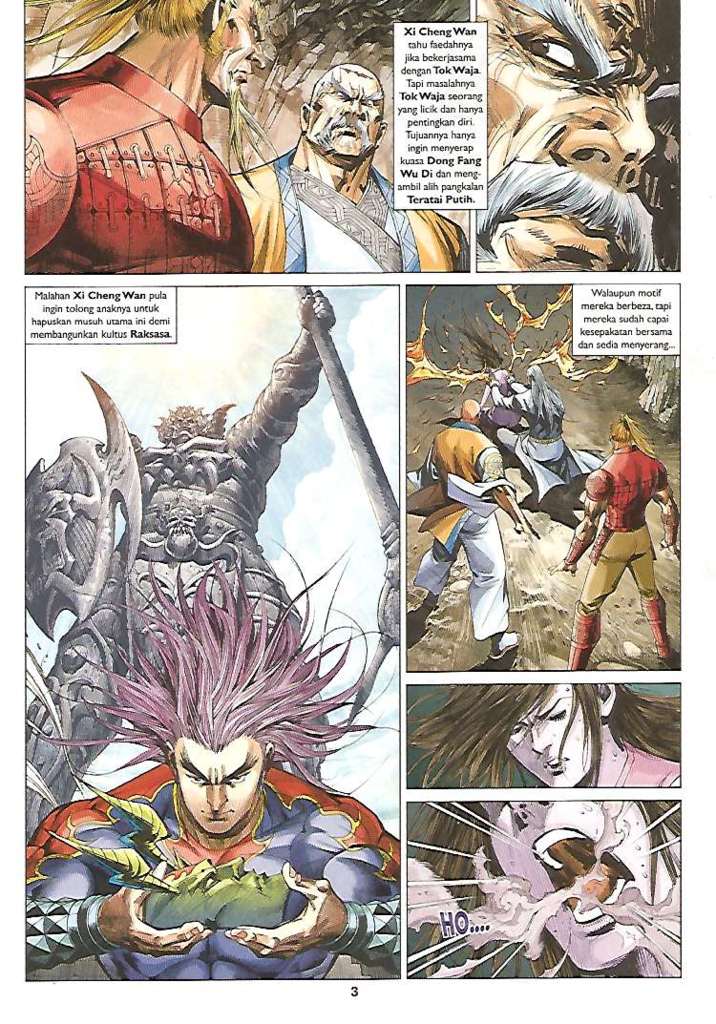 Xi Cheng Wan
tahu faedahnya
jika bekerjasama
dengan Tok Waja.
Tapi masalahnya
Tok Waja seorang
yang licik dan hanya
pentingkan diri.
Tujuannya hanya
ingin menyerap
kuasa Dong Fang
Wu Di dan meng-
ambil alih pangkalan
Teratai Putih.
Malahan Xi Cheng Wan pula
ingin tolong anaknya untuk
hapuskan musuh utama ini demi
membangunkan kultus Raksasa.
Walaupun motif
mereka berbeza, tapi
mereka sudah capai
kesepakatan bersama
dan sedia menyerang...
HO....
3